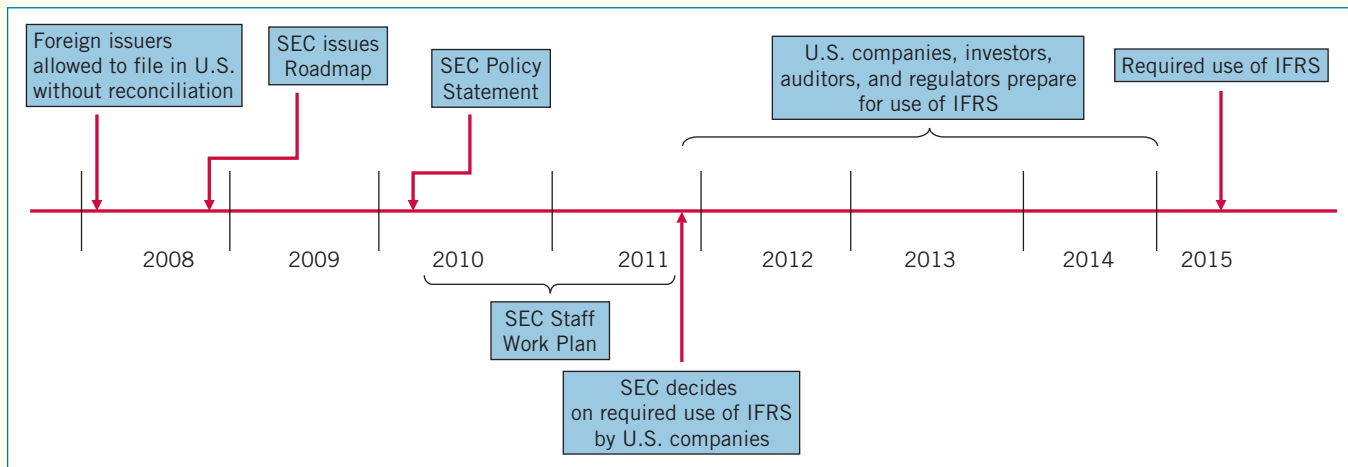 Foreign issuers
allowed to file in U.S.
without reconciliation
SEC issues
Roadmap
SEC Policy
Statement
U.S. companies, investors,
auditors, and regulators prepare
for use of IFRS
Required use of IFRS
2008
2009
2010
2011
2012
2013
2014
2015
SEC Staff
Work Plan
SEC decides
on required use of IFRS
by U.S. companies